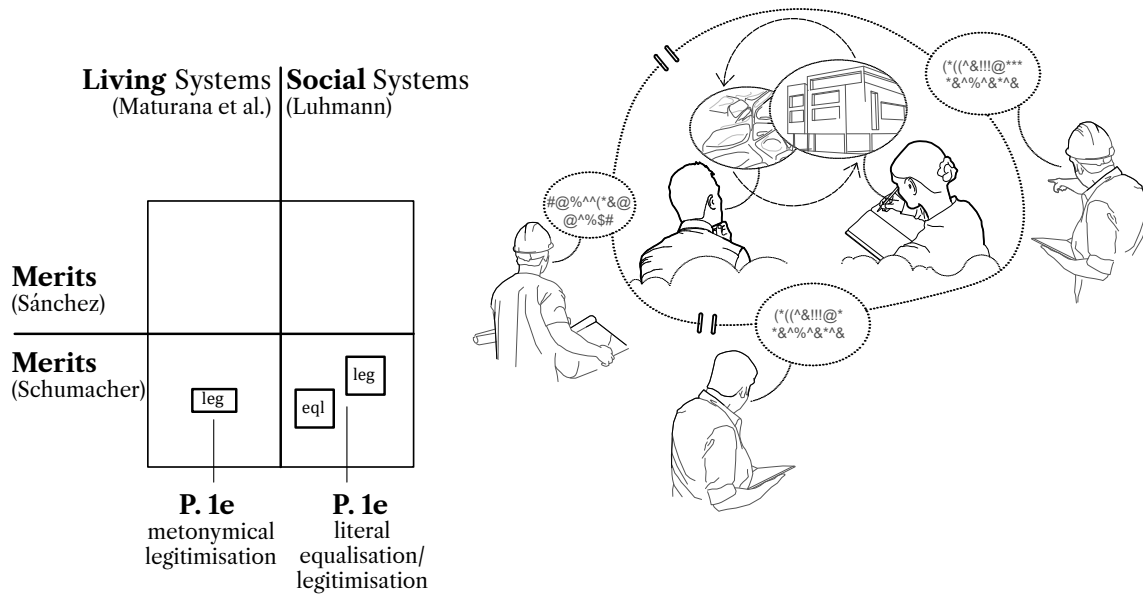 Living Systems
(Maturana et al.)
Social Systems
(Luhmann)
Merits
(Sánchez)
Merits
(Schumacher)
leg
eql
leg
P. 1e
metonymical
legitimisation
P. 1e
literal
equalisation/
legitimisation
#@%^^(*&@
@^%$#
(*((^&!!!@***
*&^%^&*^&
(*((^&!!!@*
*&^%^&*^&